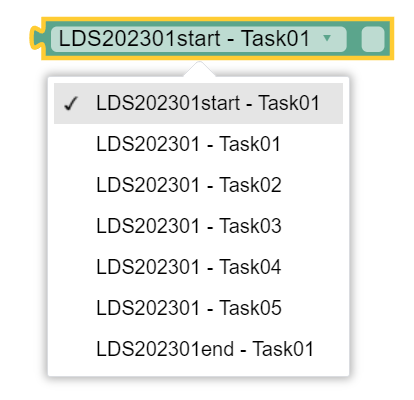 LDS202301start - Task01
LDS202301start - Task01
LDS202301 - Task01
LDS202301 - Task02
LDS202301 - Task03
LDS202301 - Task04
LDS202301 - Task05
LDS202301end - Task01